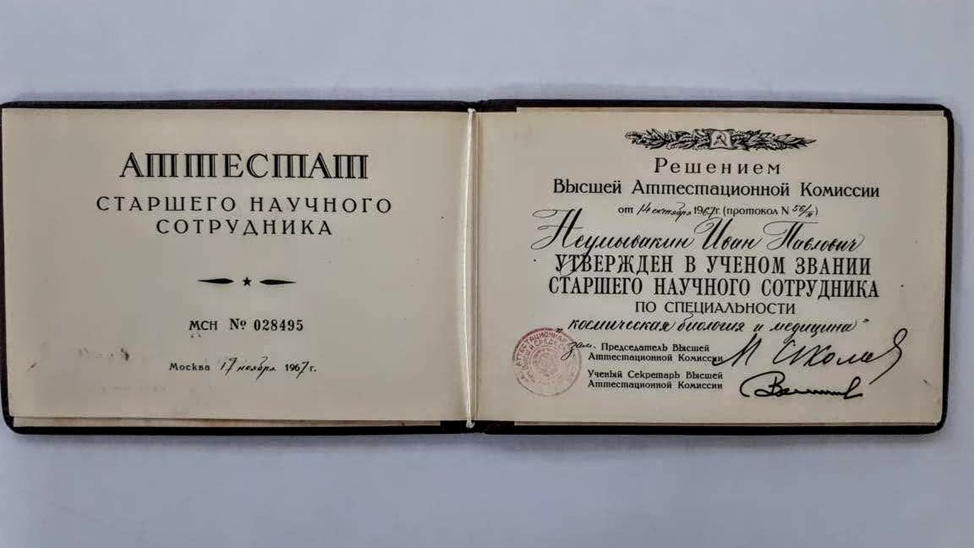 АТТЕСТАТ
СТАРШЕГО НАУЧНОГО
СОТРУДНИКА
МСН № 028495
Москва 17 ноября 1967 г.
Решением
Высшей Аттестационной Комиссии
от 14 октября 1967 г. (протокол № 56/
Неумывакин Иван Павлович
УТВЕРЖДЕН В УЧЕНОМ ЗВАНИИ
СТАРШЕГО НАУЧНОГО СОТРУДНИКА
ПО СПЕЦИАЛЬНОСТИ
"космическая биология и медицина"
зам. Председатель Высшей
Аттестационной Комиссии
Ученый Секретарь Высшей
Аттестационной Комиссии